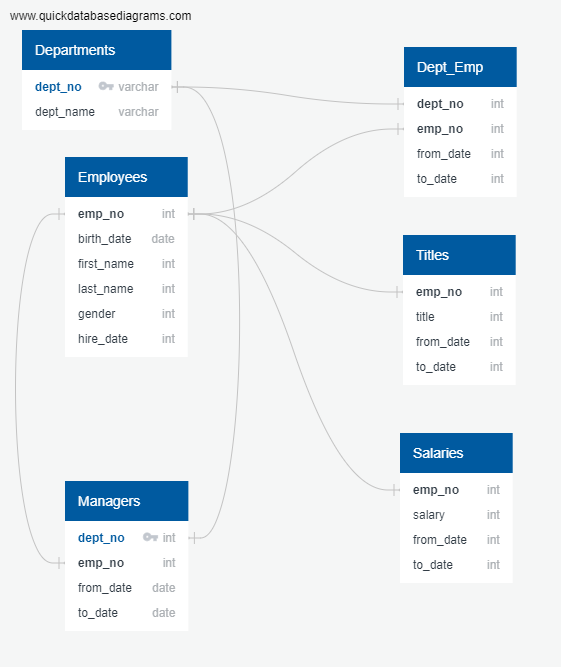 www.quickdatabasediagrams.com
Departments
dept_no varchar
dept_name varchar
Employees
emp_no int
birth_date date
first_name int
last_name int
gender int
hire_date int
Managers
dept_no int
emp_no int
from_date date
to_date date
Dept_Emp
dept_no int
emp_no int
from_date int
to_date int
Titles
emp_no int
title int
from_date int
to_date int
Salaries
emp_no int
salary int
from_date int
to_date int